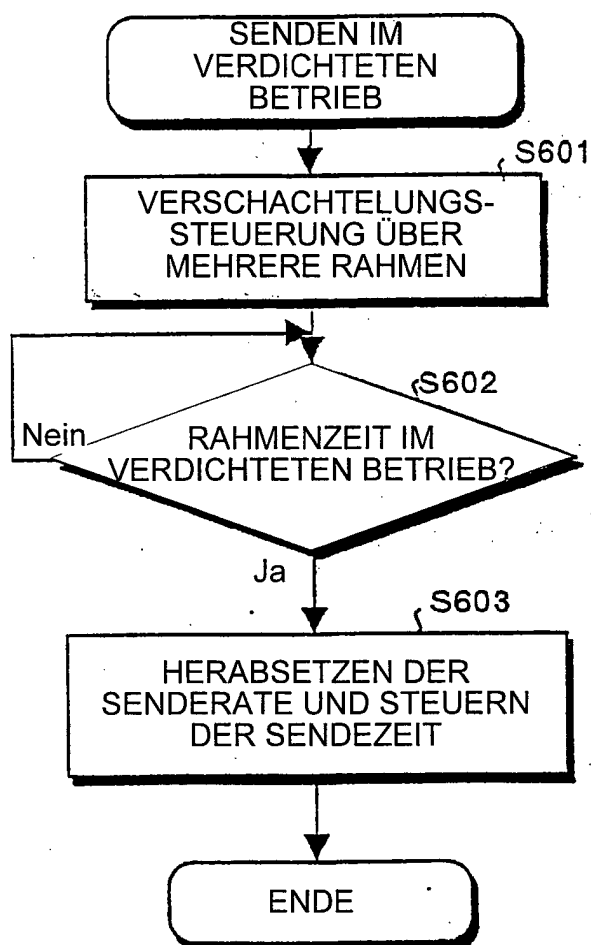 SENDEN IM
VERDICHTETEN
BETRIEB
S601
VERSCHACHTELUNGS-
STEUERUNG ÜBER
MEHRERE RAHMEN
S602
Nein
RAHMENZEIT IM
VERDICHTETEN BETRIEB?
Ja
S603
HERABSETZEN DER
SENDERATE UND STEUERN
DER SENDEZEIT
ENDE